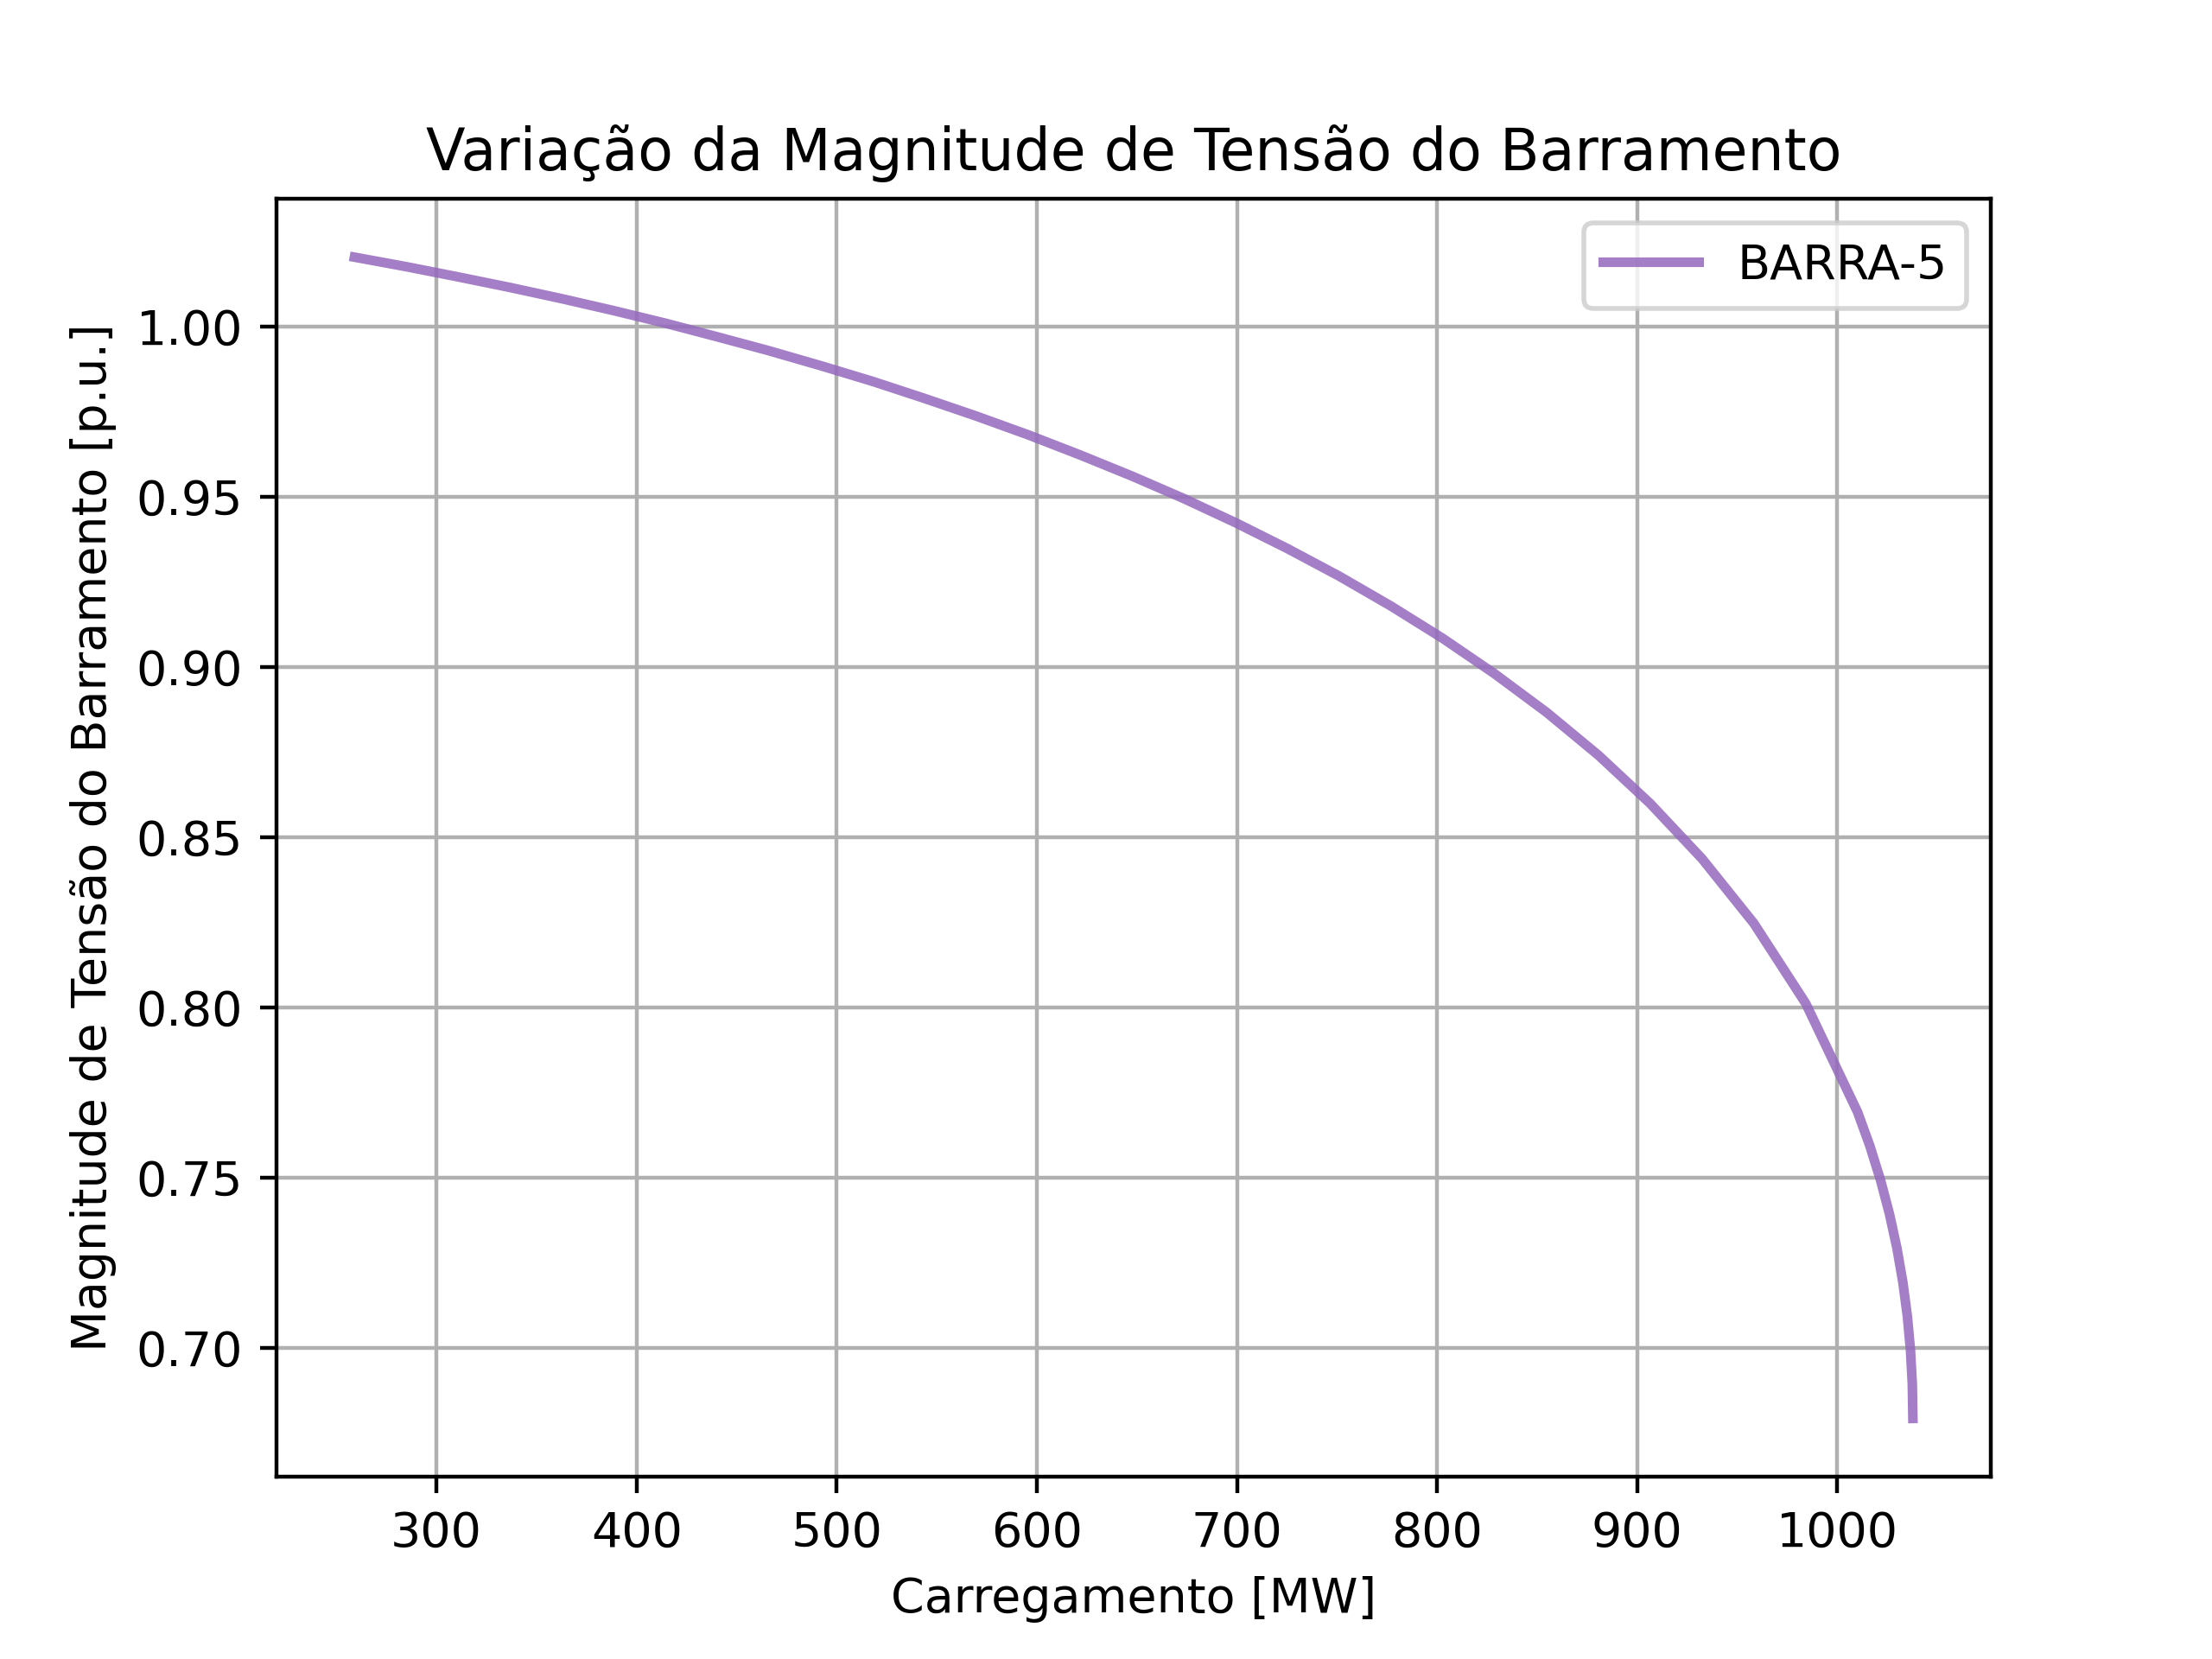 Variação da Magnitude de Tensão do Barramento
BARRA-5
Magnitude de Tensão do Barramento [p.u.]
1.00
0.95
0.90
0.85
0.80
0.75
0.70
300 400 500 600 700 800 900 1000
Carregamento [MW]